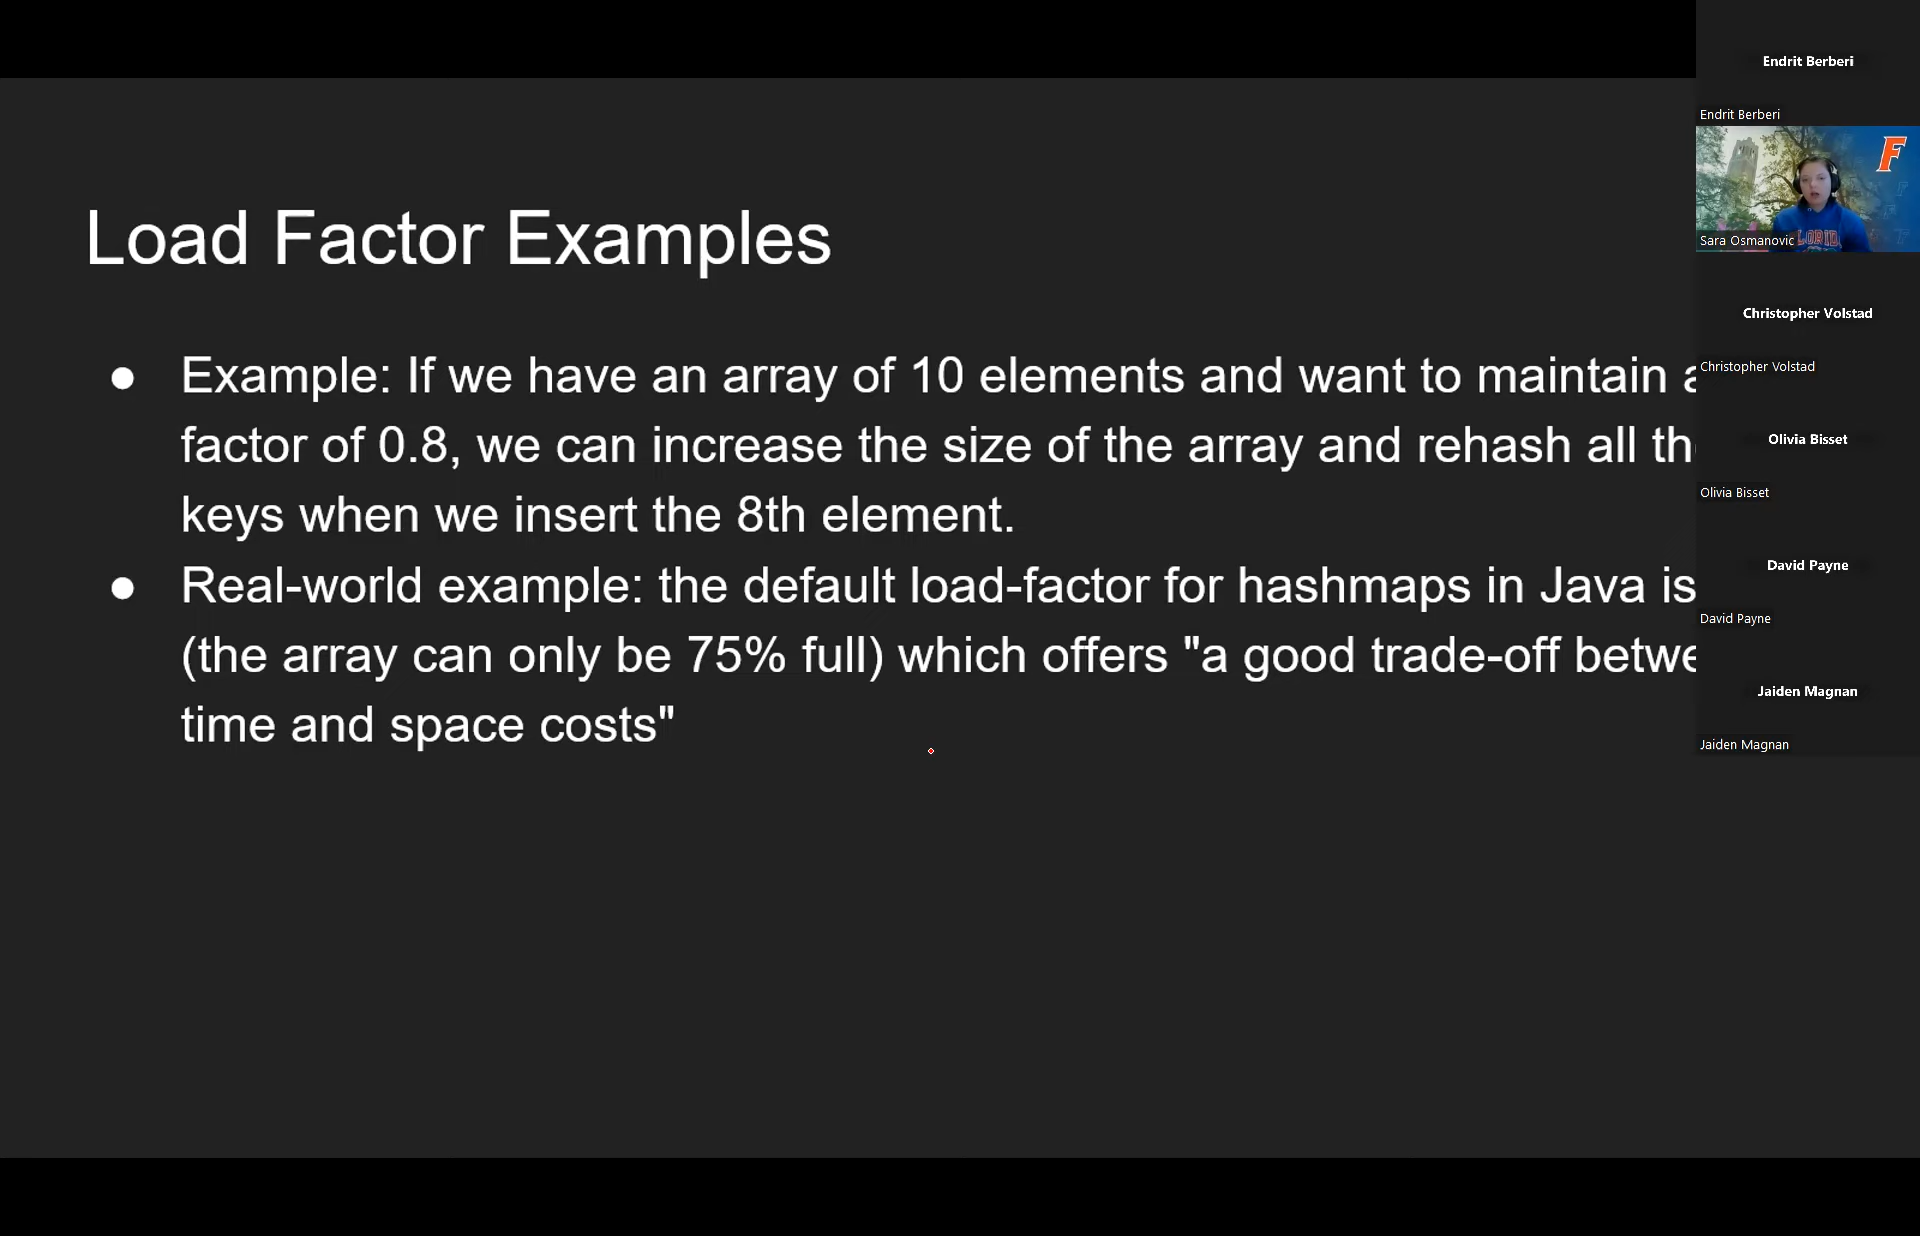 Load Factor Examples
Example: If we have an array of 10 elements and want to maintain a
factor of 0.8, we can increase the size of the array and rehash all the
keys when we insert the 8th element.
Real-world example: the default load-factor for hashmaps in Java is
(the array can only be 75% full) which offers "a good trade-off
time and space costs"
Endrit Berberi
Endrit Berberi
F
Sara Osmanovic
Christopher Volstad
Christopher Volstad
Olivia Bisset
Olivia Bisset
David Payne
David Payne
Jaiden Magnan
Jaiden Magnan